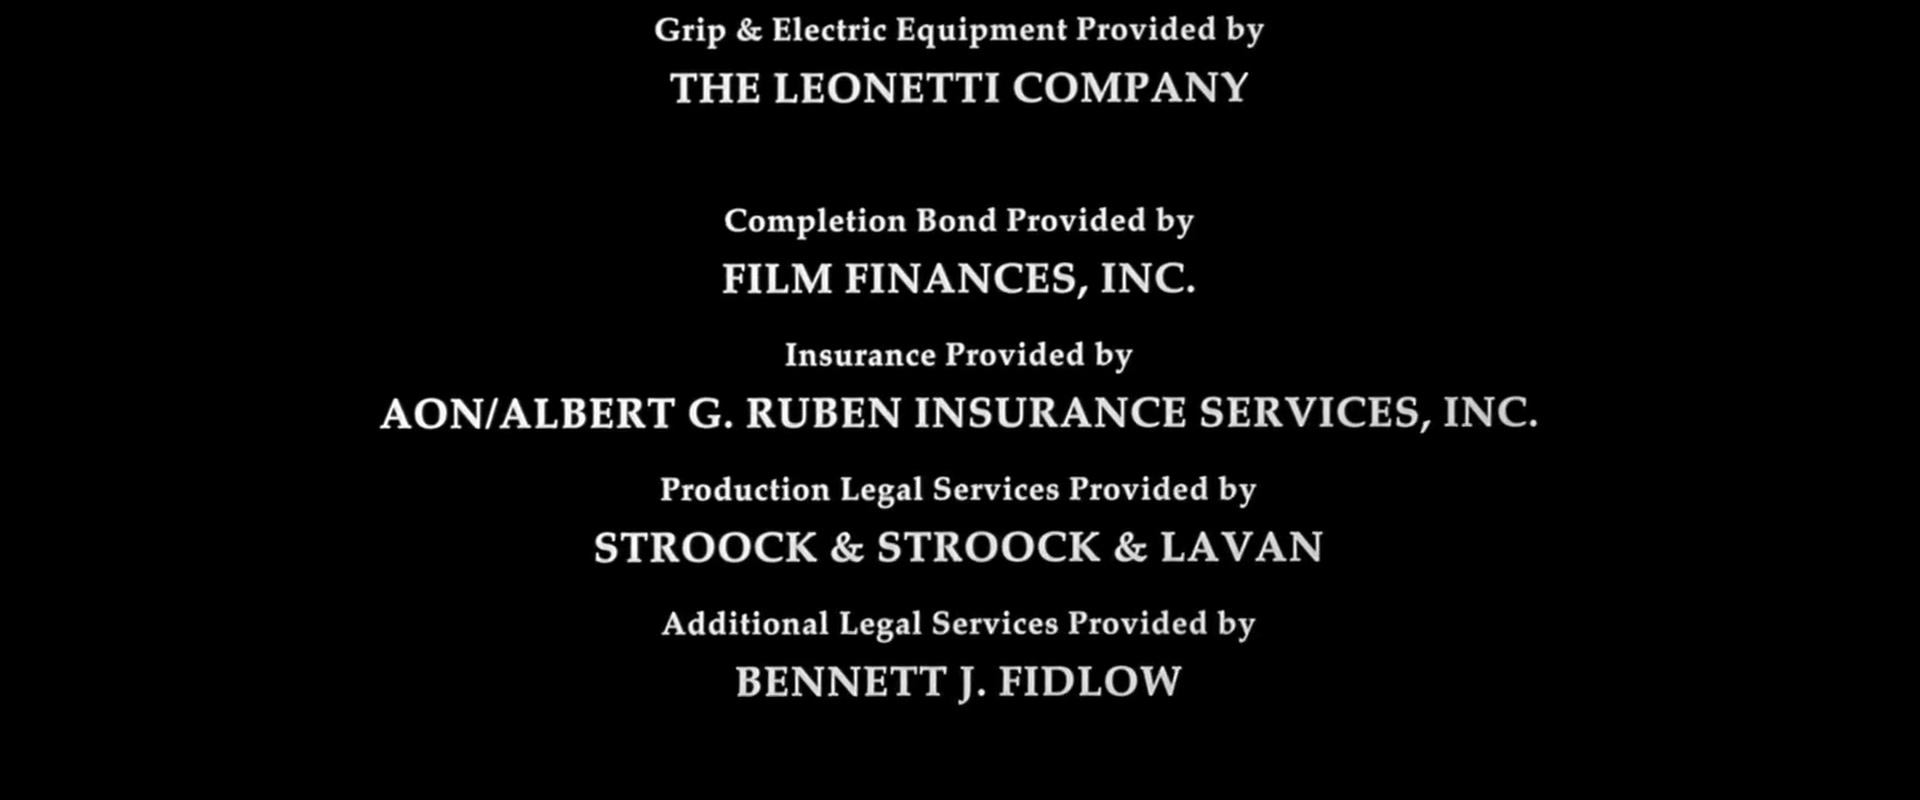 Grip & Electric Equipment Provided by
THE LEONETTI COMPANY
Completion Bond Provided by
FILM FINANCES, INC.
Insurance Provided by
AON/ALBERT G. RUBEN INSURANCE SERVICES, INC.
Production Legal Services Provided by
STROOCK & STROOCK & LAVAN
Additional Legal Services Provided by
BENNETT J. FIDLOW